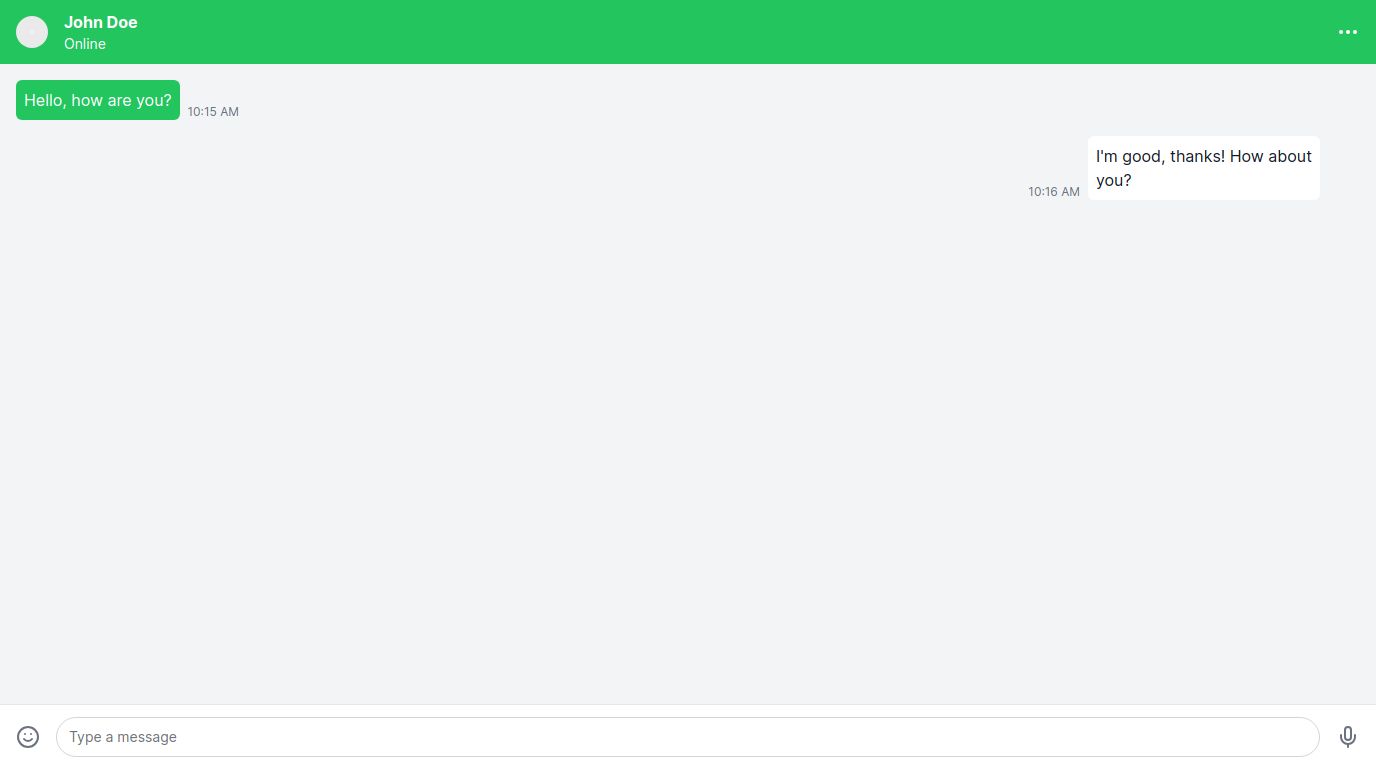 John Doe
Online
Hello, how are you?
10:15 AM
I'm good, thanks! How about
you?
10:16 AM
Type a message